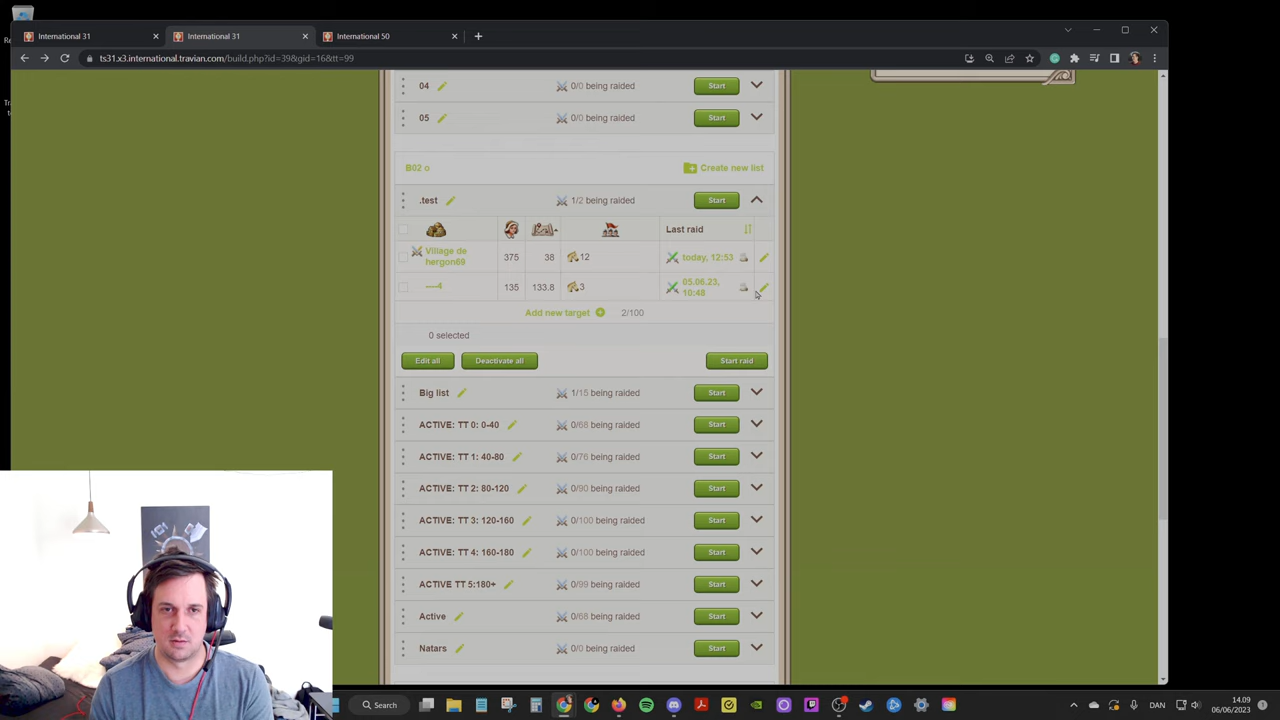 International 31
International 31
International 50
ts31.x3.international.travian.com/build.php?id=39&gid=16&tt=99
04 0/0 being raided Start
05 0/0 being raided Start
B02 o Create new list
.test 1/2 being raided Start
Last raid
Village de hergon69 375 38 12 today, 12:53
----4 135 133.8 3 05.06.23, 10:48
Add new target 2/100
0 selected
Edit all Deactivate all Start raid
Big list 1/15 being raided Start
ACTIVE: TT 0: 0-40 0/68 being raided Start
ACTIVE: TT 1: 40-80 0/76 being raided Start
ACTIVE: TT 2: 80-120 0/90 being raided Start
ACTIVE: TT 3: 120-160 0/100 being raided Start
ACTIVE: TT 4: 160-180 0/100 being raided Start
ACTIVE TT 5:180+ 0/99 being raided Start
Active 0/68 being raided Start
Natars 0/0 being raided Start
Search
DAN
14.09
06/06/2023